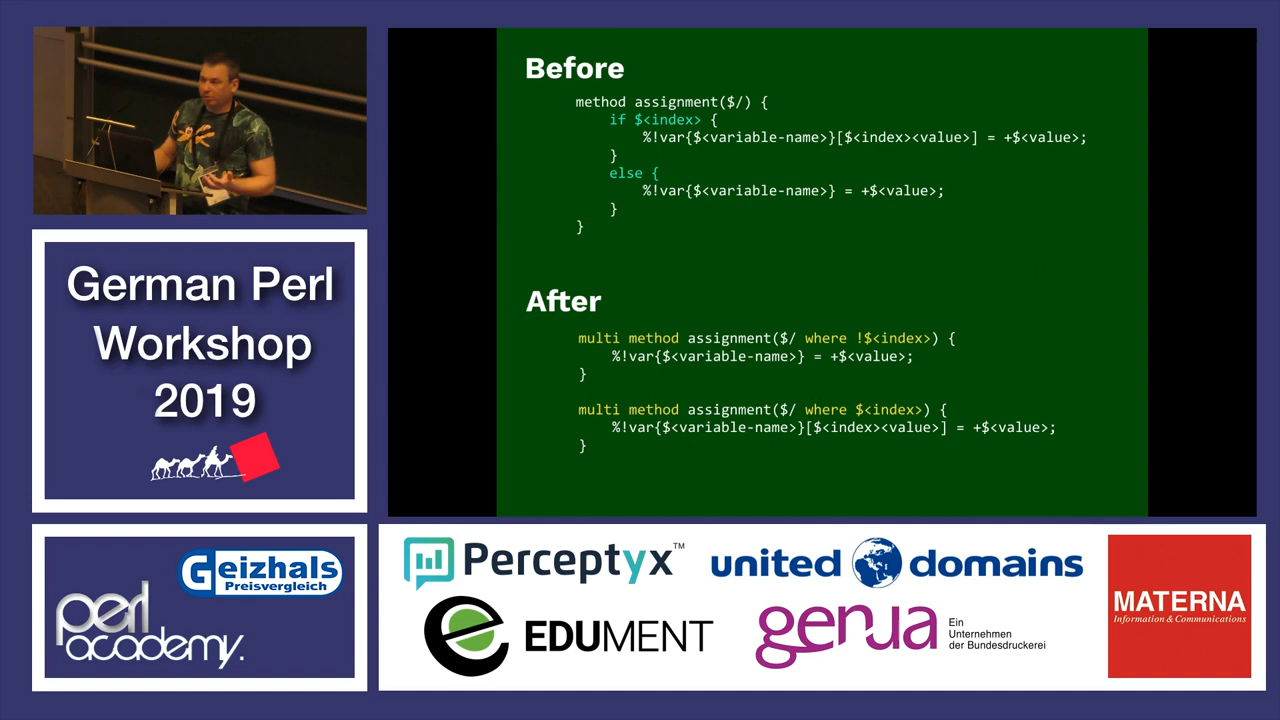 German Perl
Workshop
2019
Geizhals
Preisvergleich
perl
academy.
Before
method assignment($/) {
if $<index> {
%!var{$<variable-name>}[$<index><value>] = +$<value>;
}
else {
%!var{$<variable-name>} = +$<value>;
}
}
After
multi method assignment($/ where !$<index>) {
%!var{$<variable-name>} = +$<value>;
}
multi method assignment($/ where $<index>) {
%!var{$<variable-name>}[$<index><value>] = +$<value>;
}
Perceptyx™
united domains
EDUMENT
genua
Ein
Unternehmen
der Bundesdruckerei
MATERNA
Information & Communications